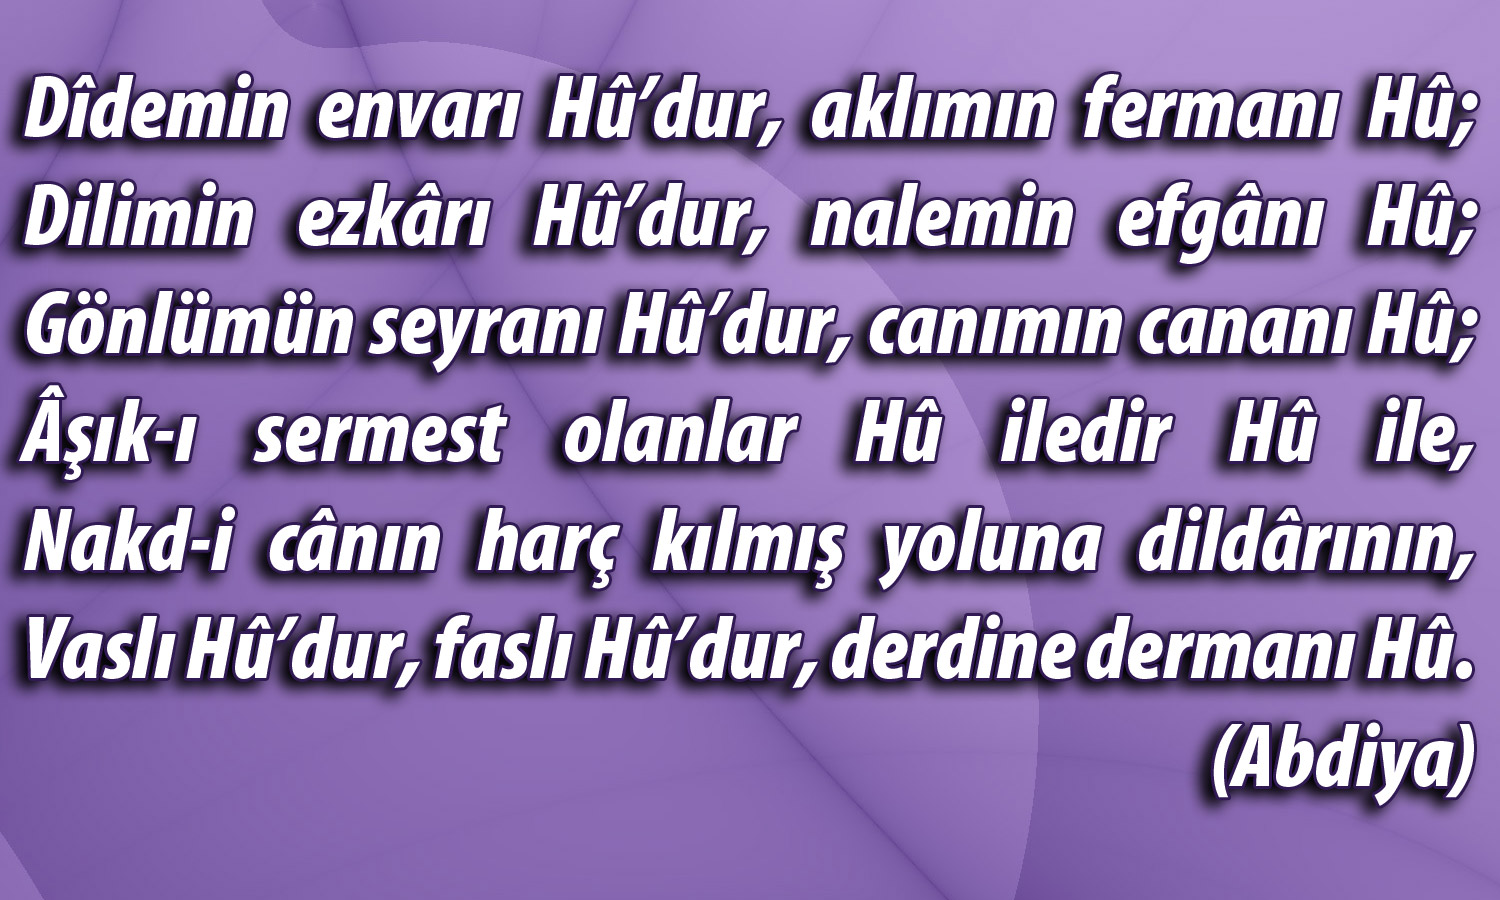 Dîdemin envarı Hû’dur, aklımın fermanı Hû;
Dilimin ezkârı Hû’dur, nalemin efgânı Hû;
Gönlümün seyranı Hû’dur, canımın cananı Hû;
Âşık-ı sermest olanlar Hû iledir Hû ile,
Nakd-i cânın harç kılmış yoluna dildârının,
Vaslı Hû’dur, faslı Hû’dur, derdine dermanı Hû.
(Abdiya)